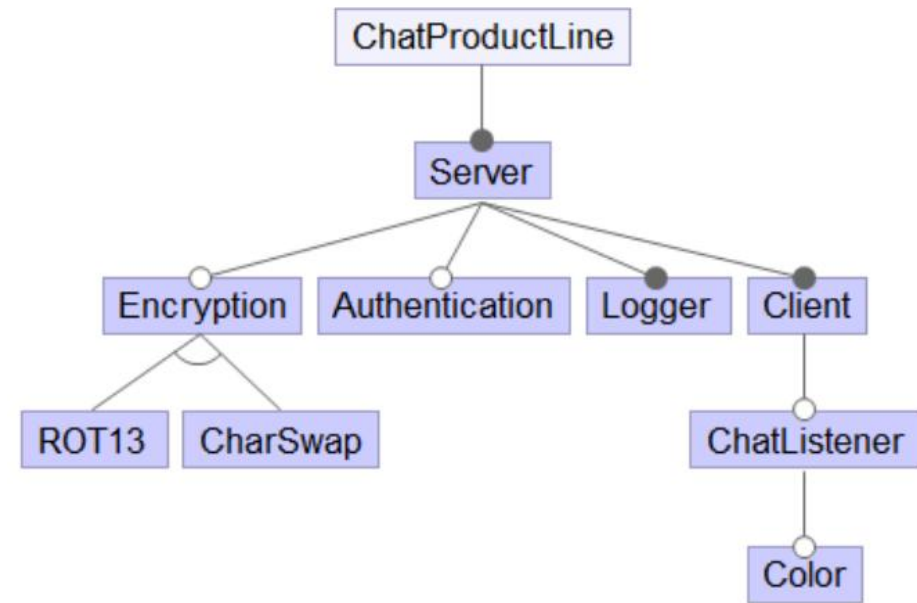 ChatProductLine
Server
Encryption
Authentication
Logger
Client
ROT13
CharSwap
ChatListener
Color